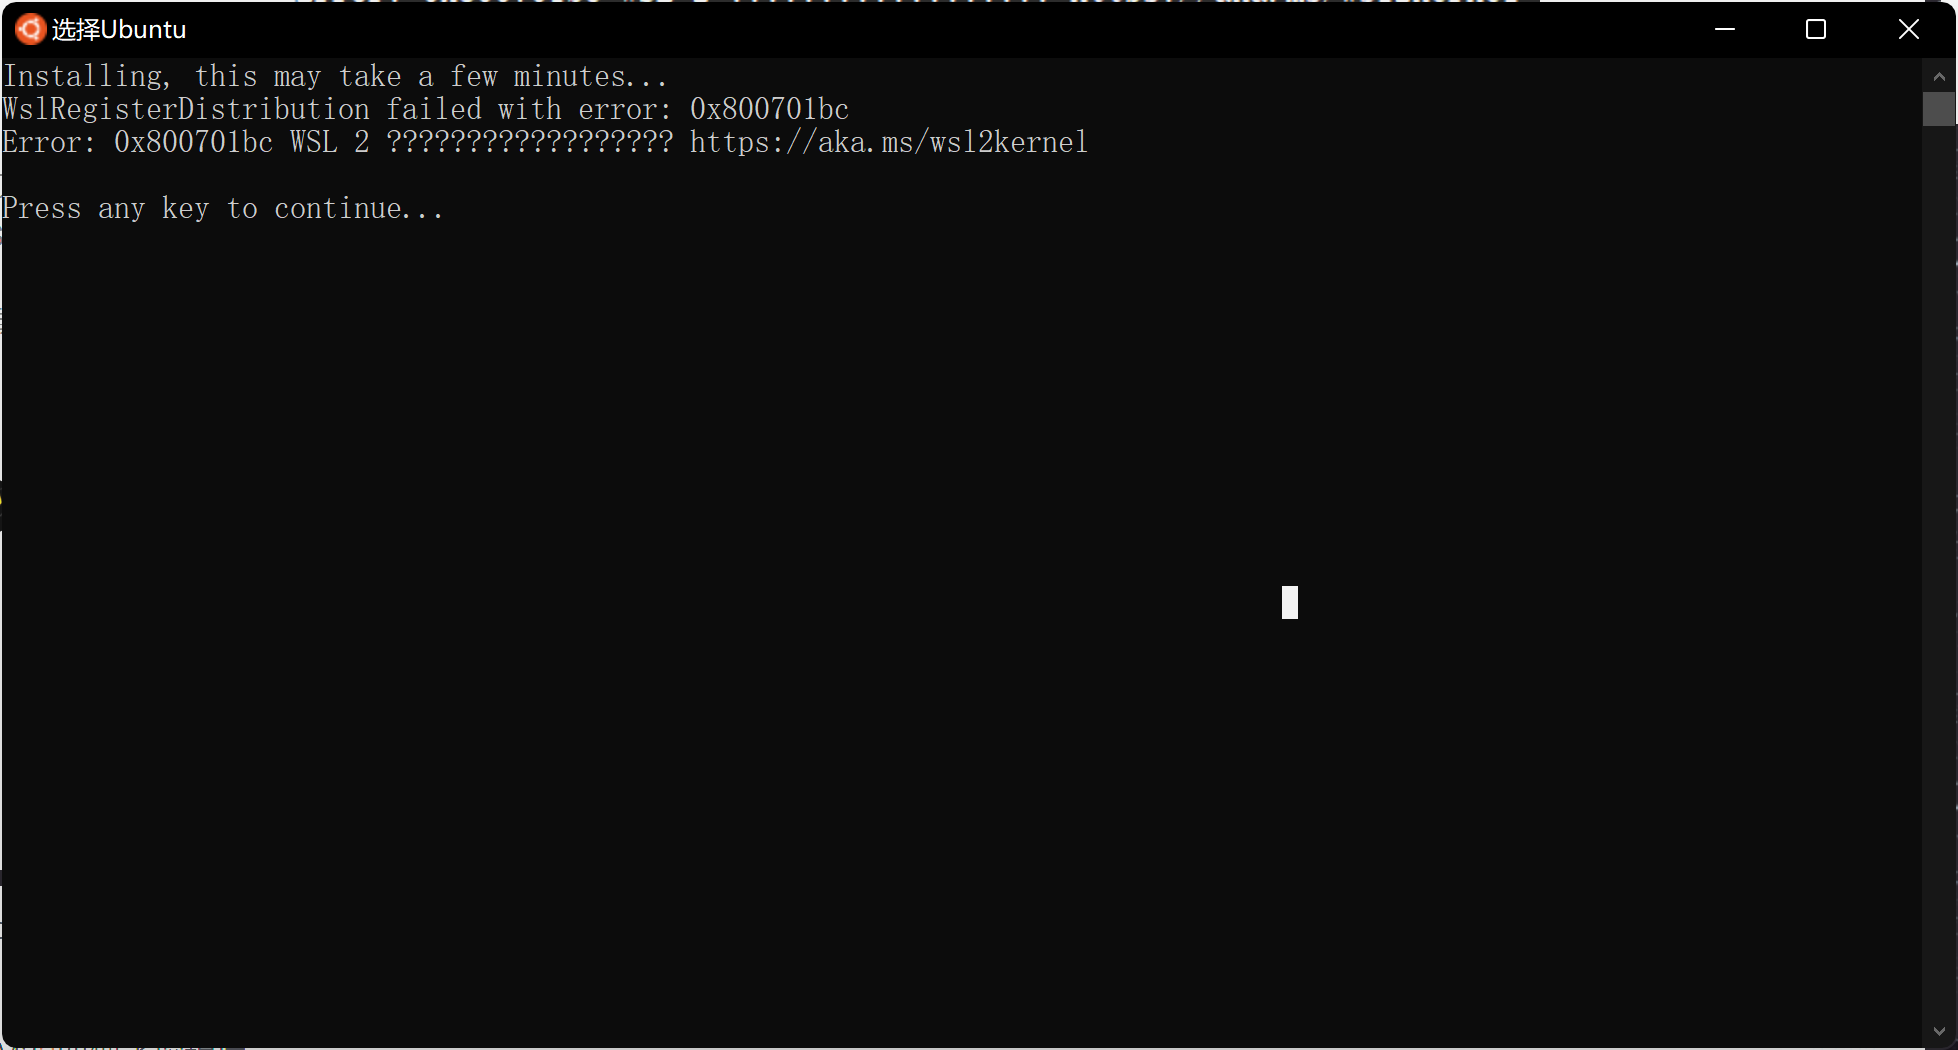 选择Ubuntu
Installing, this may take a few minutes...
WslRegisterDistribution failed with error: 0x800701bc
Error: 0x800701bc WSL 2 ?????????????????? https://aka.ms/wsl2kernel
Press any key to continue...